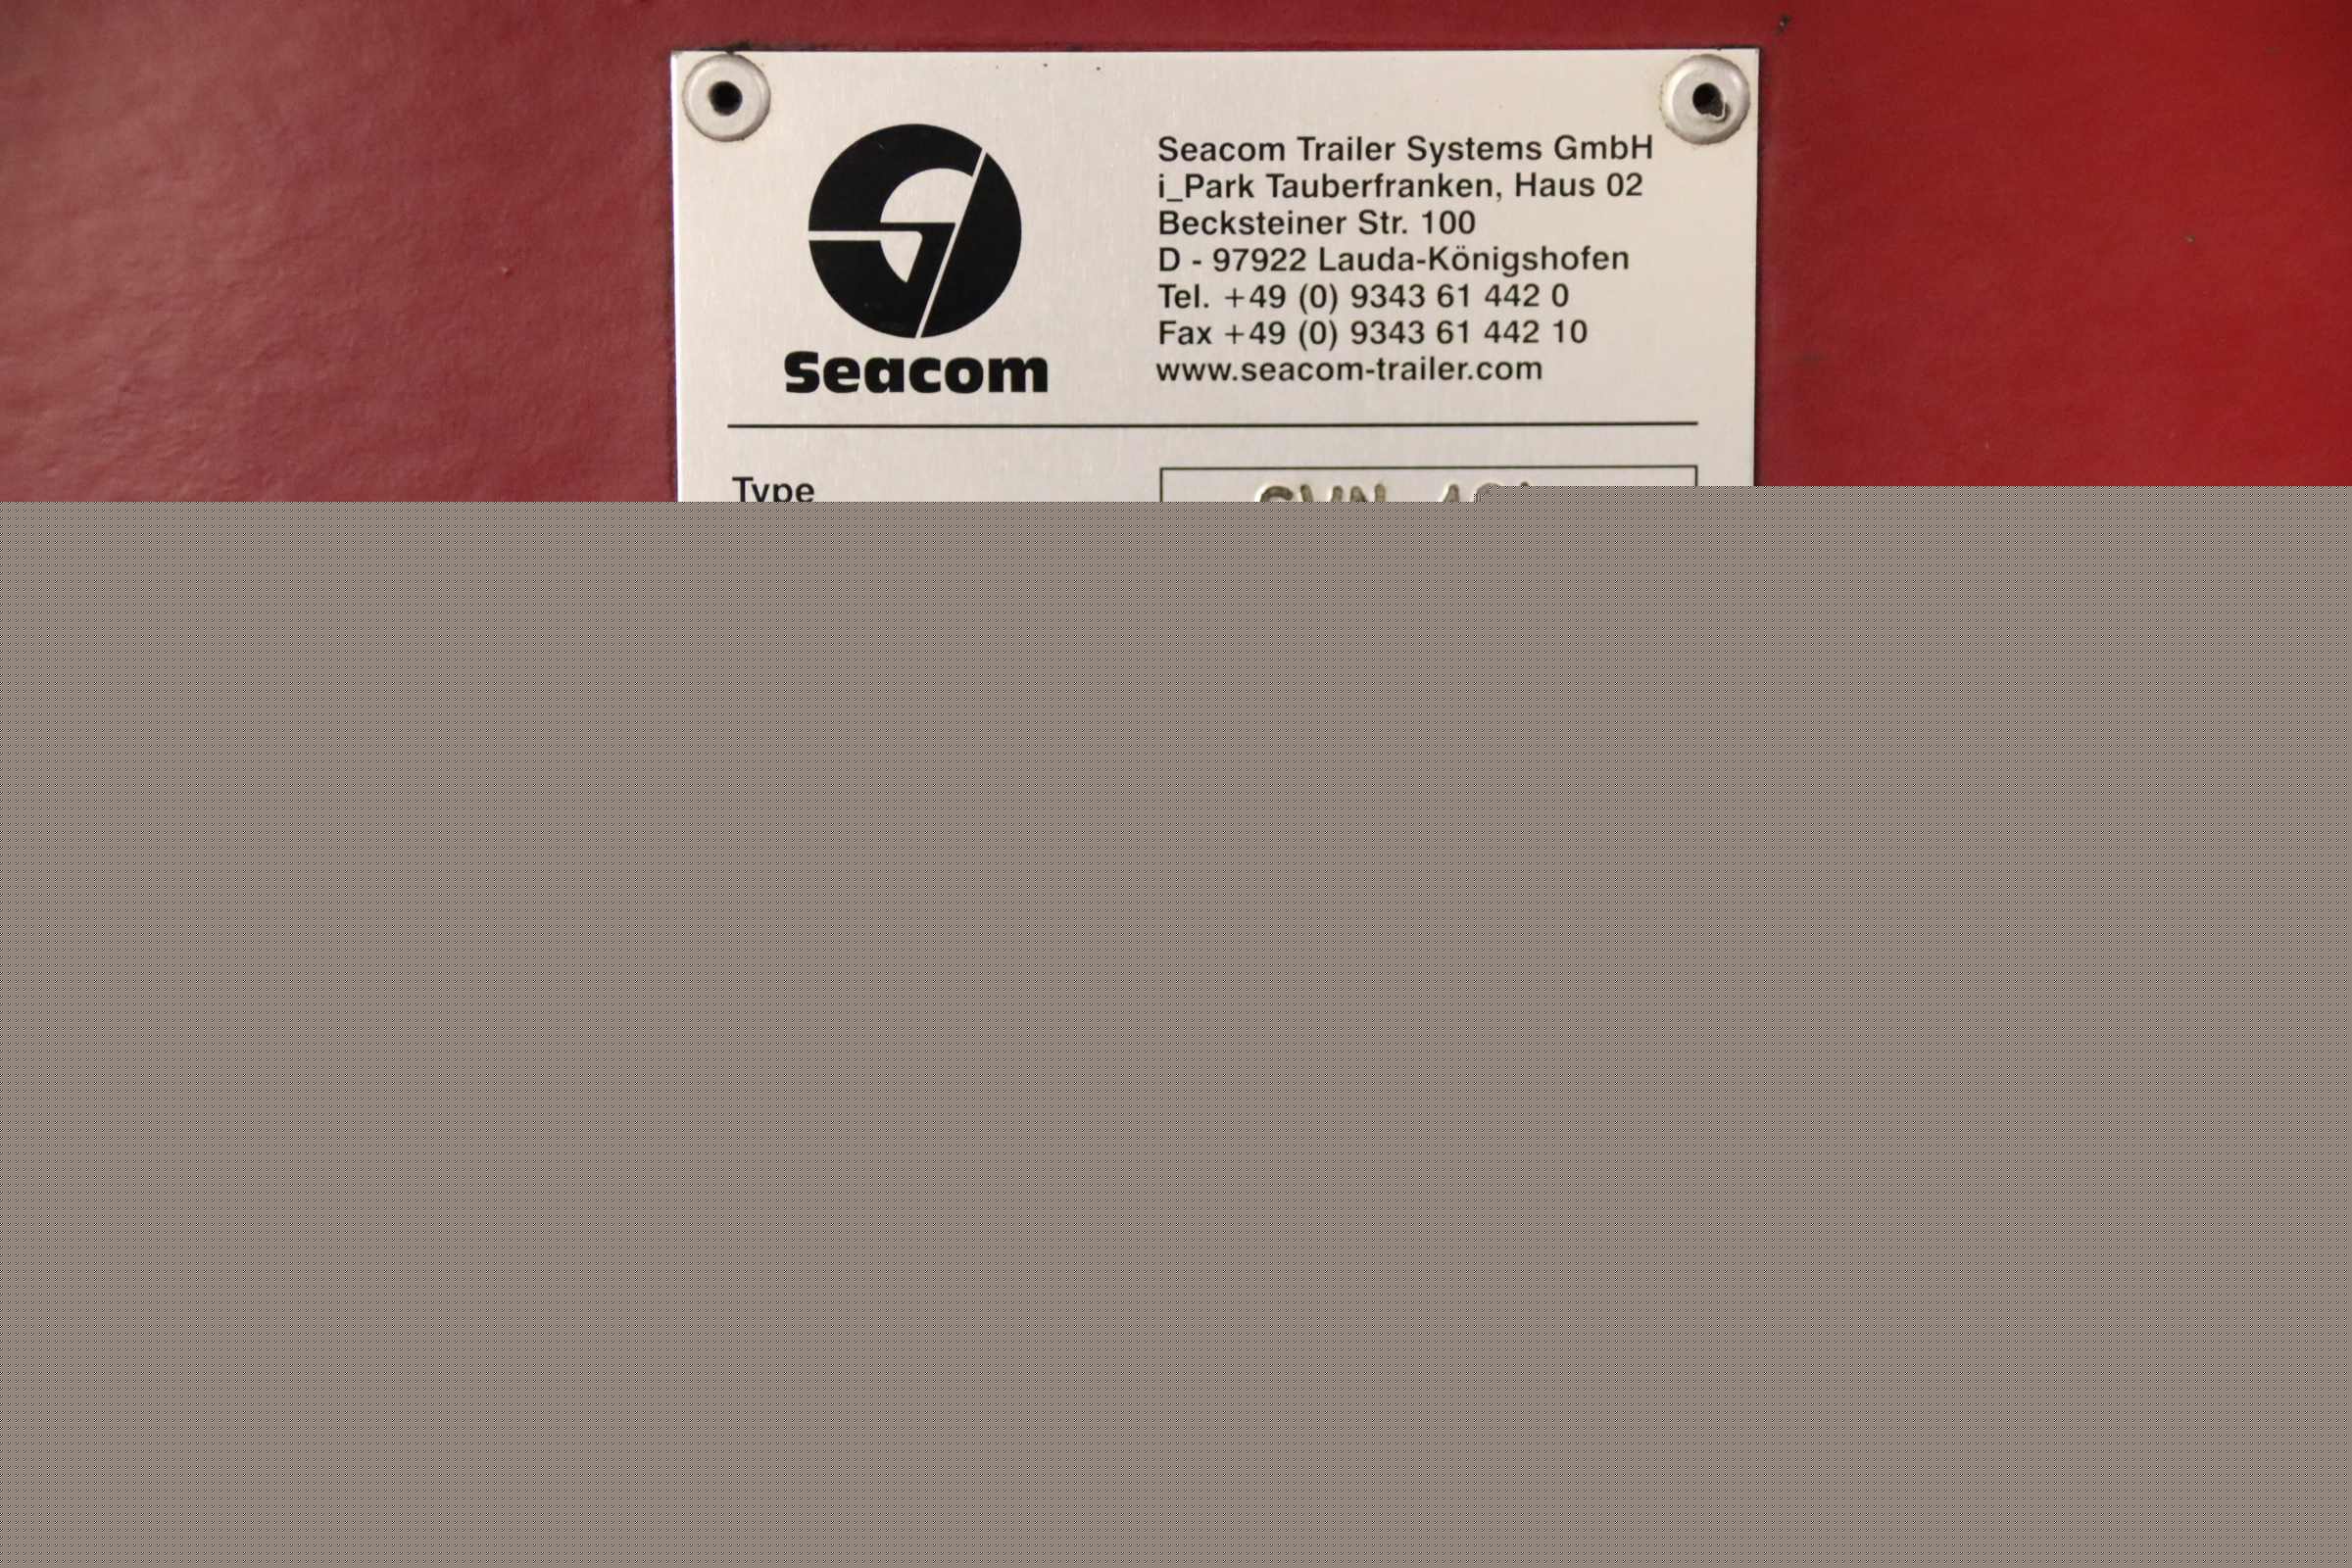 Seacom
Seacom Trailer Systems GmbH
i_Park Tauberfranken, Haus 02
Becksteiner Str. 100
D - 97922 Lauda-Königshofen
Tel. +49 (0) 9343 61 442 0
Fax +49 (0) 9343 61 442 10
www.seacom-trailer.com
Type